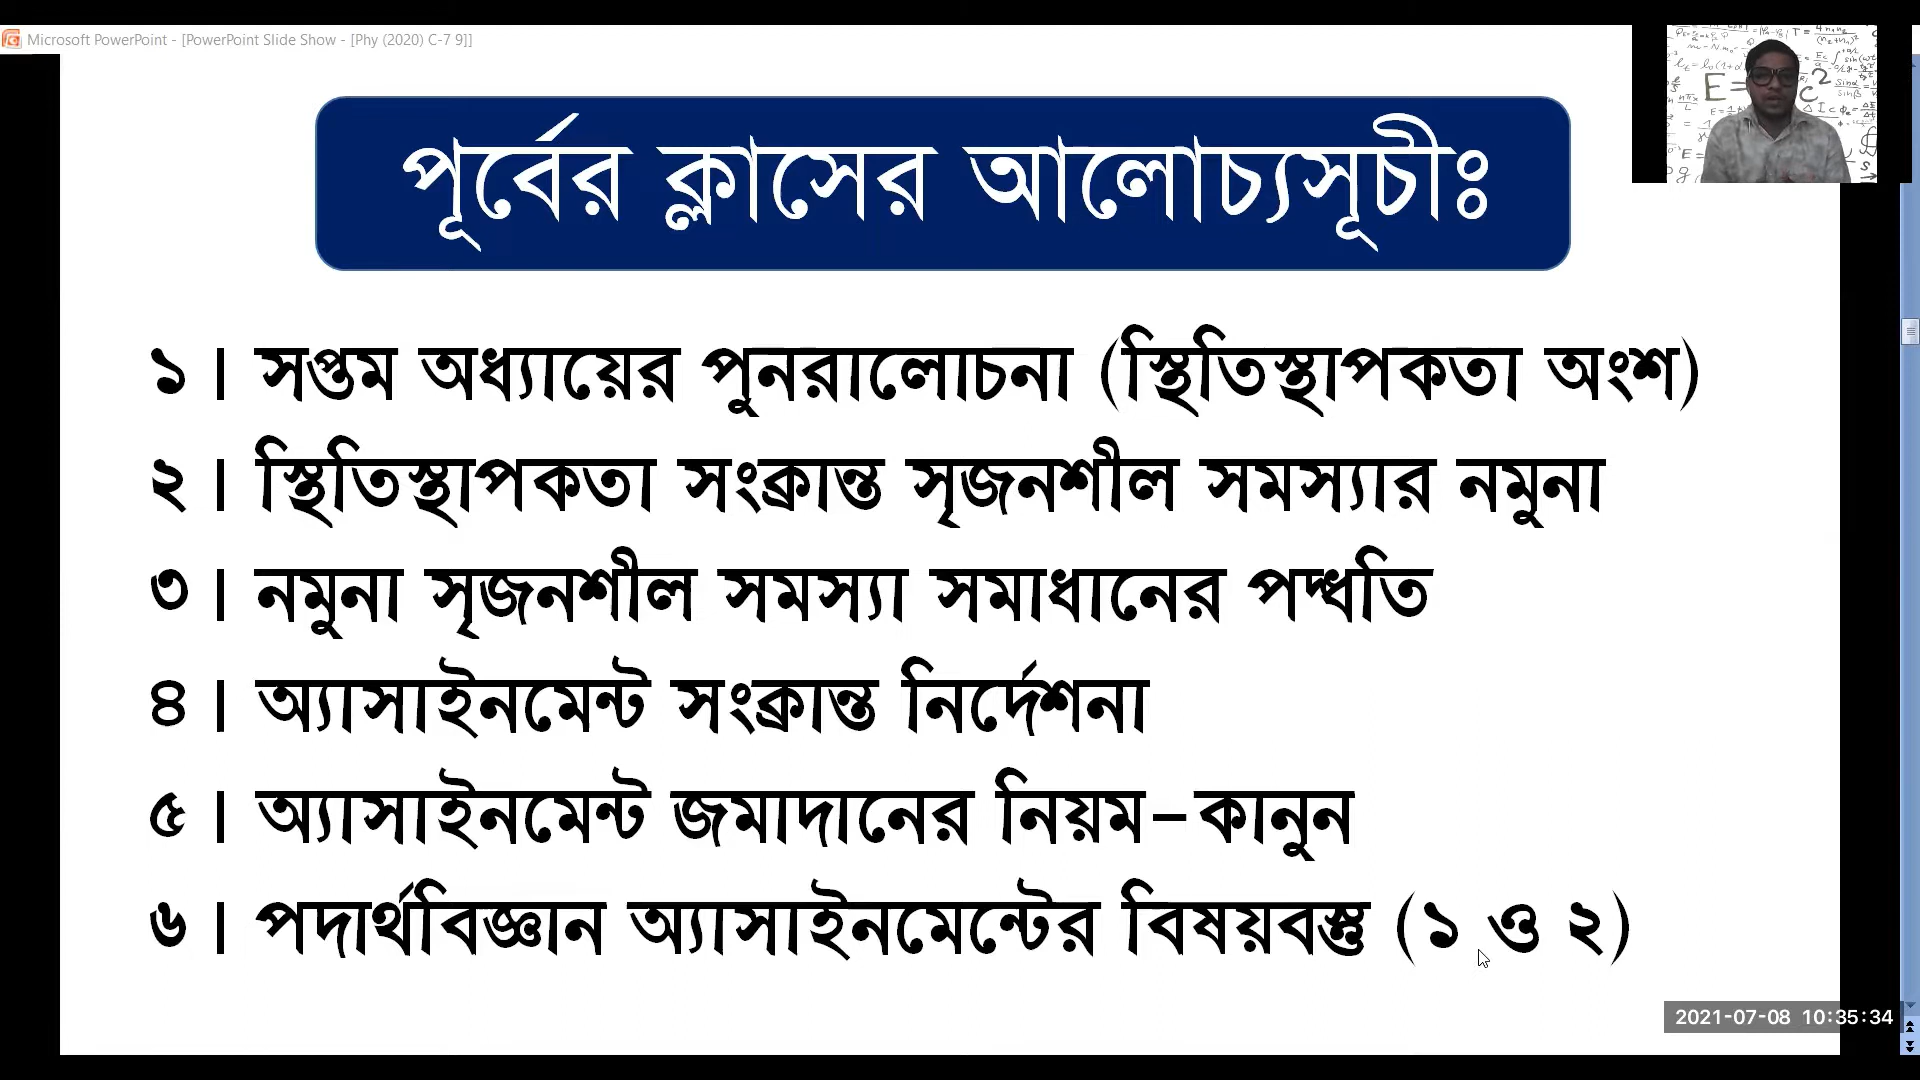 Microsoft PowerPoint - [PowerPoint Slide Show - [Phy (2020) C-7 9]]
পূর্বের ক্লাসের আলোচ্যসূচীঃ
১। সপ্তম অধ্যায়ের পুনরালোচনা (স্থিতিস্থাপকতা অংশ)
২। স্থিতিস্থাপকতা সংক্রান্ত সৃজনশীল সমস্যার নমুনা
৩। নমুনা সৃজনশীল সমস্যা সমাধানের পদ্ধতি
৪। অ্যাসাইনমেন্ট সংক্রান্ত নির্দেশনা
৫। অ্যাসাইনমেন্ট জমাদানের নিয়ম-কানুন
৬। পদার্থবিজ্ঞান অ্যাসাইনমেন্টের বিষয়বস্তু (১ ও ২)
2021-07-08 10:35:34